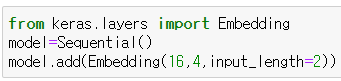 from keras.layers import Embedding
model=Sequential()
model.add(Embedding(16,4,input_length=2))